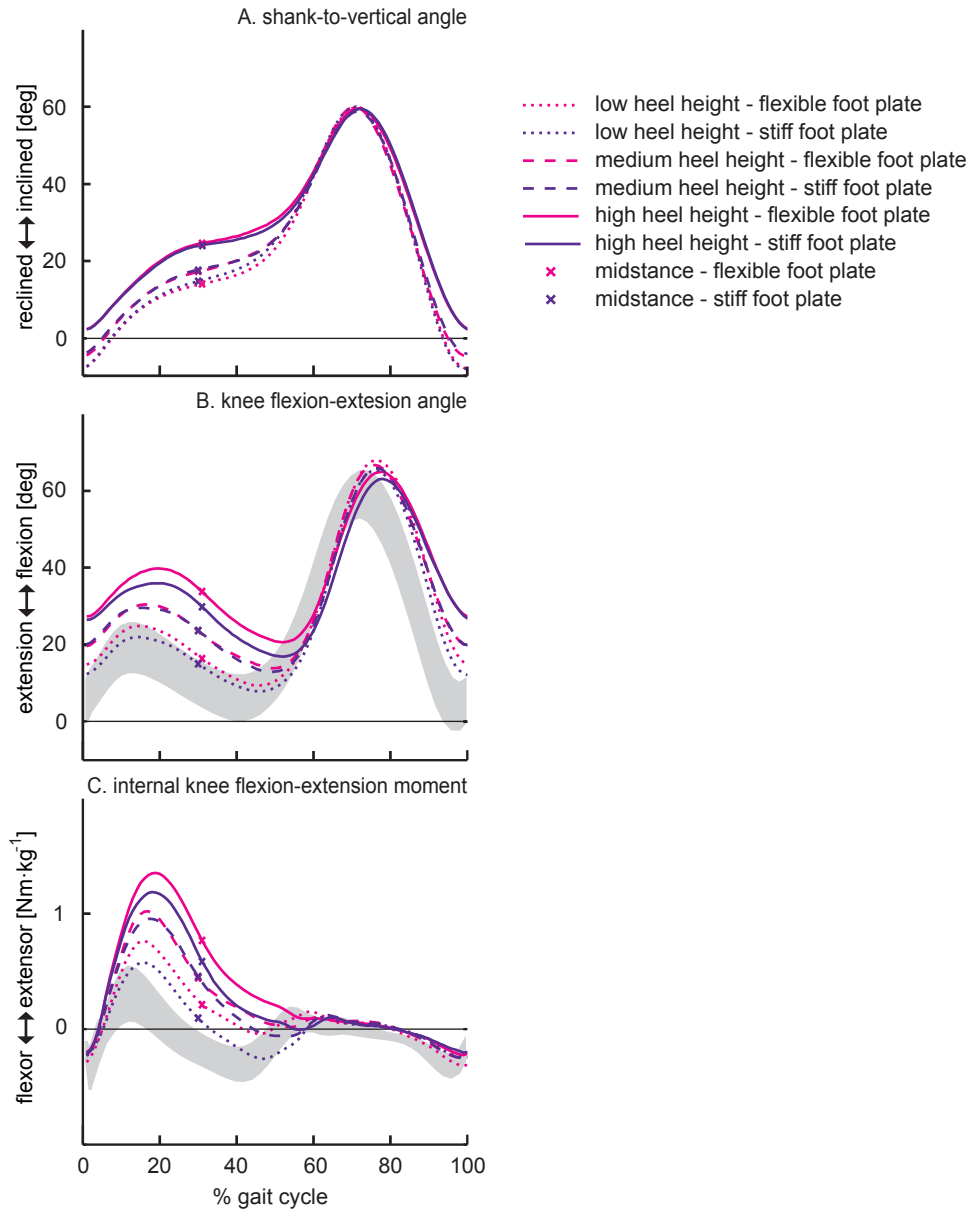 A. shank-to-vertical angle
reclined ↔ inclined [deg]
60
40
20
0
low heel height - flexible foot plate
low heel height - stiff foot plate
medium heel height - flexible foot plate
medium heel height - stiff foot plate
high heel height - flexible foot plate
high heel height - stiff foot plate
midstance - flexible foot plate
midstance - stiff foot plate
B. knee flexion-extesion angle
extension ↔ flexion [deg]
60
40
20
0
C. internal knee flexion-extension moment
flexor ↔ extensor [Nm·kg⁻¹]
1
0
0 20 40 60 80 100
% gait cycle